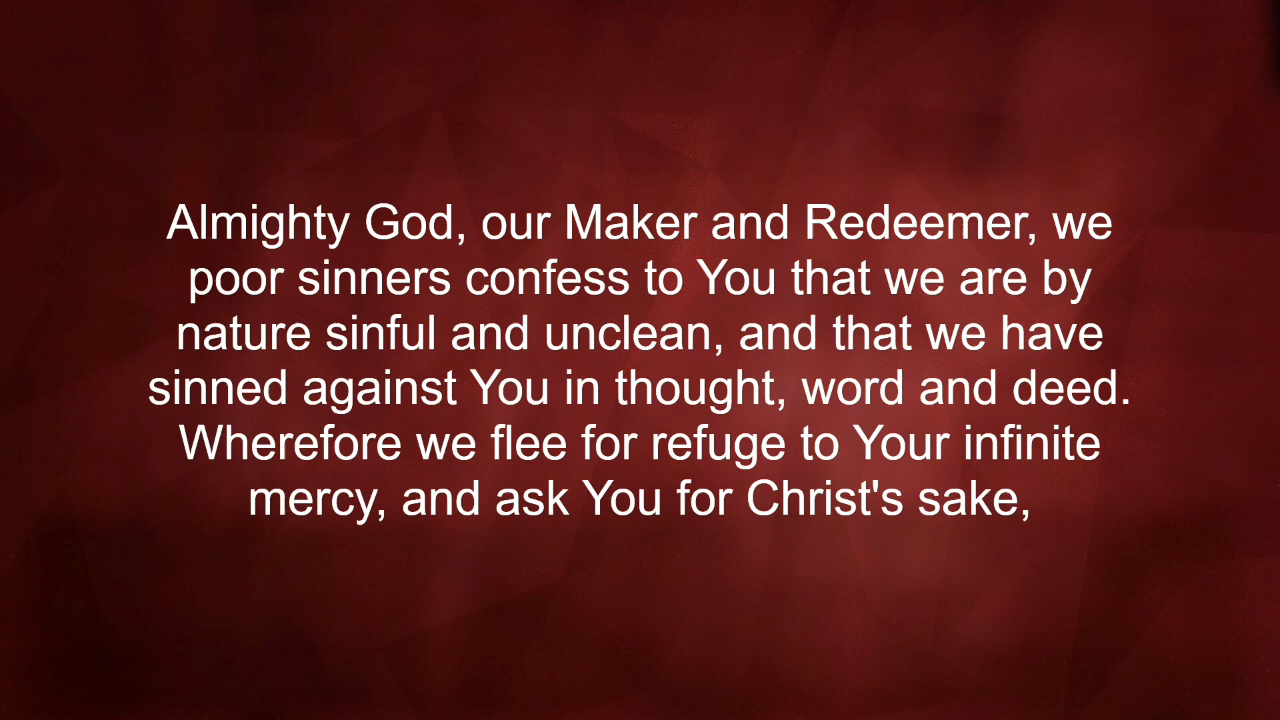 Almighty God, our Maker and Redeemer, we
poor sinners confess to You that we are by
nature sinful and unclean, and that we have
sinned against You in thought, word and deed.
Wherefore we flee for refuge to Your infinite
mercy, and ask You for Christ's sake,